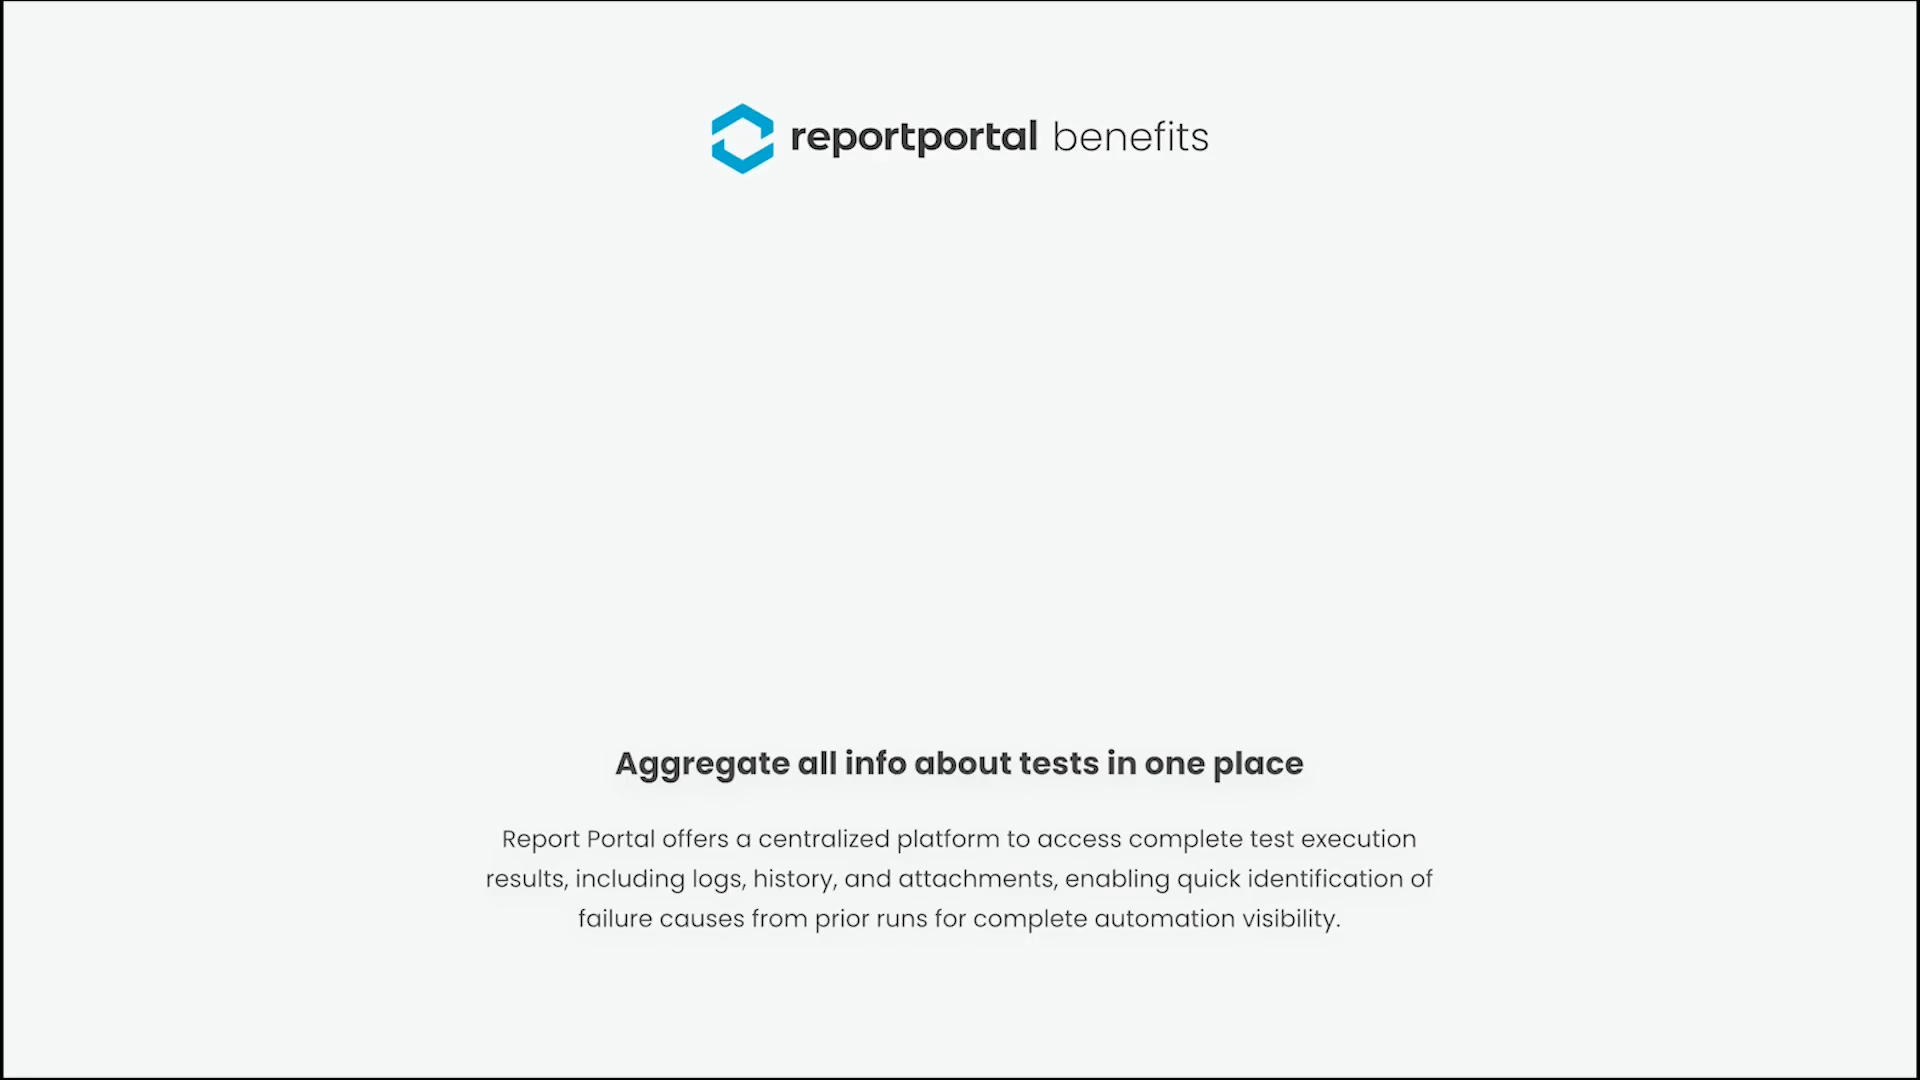 reportportal benefits
Aggregate all info about tests in one place
Report Portal offers a centralized platform to access complete test execution
results, including logs, history, and attachments, enabling quick identification of
failure causes from prior runs for complete automation visibility.